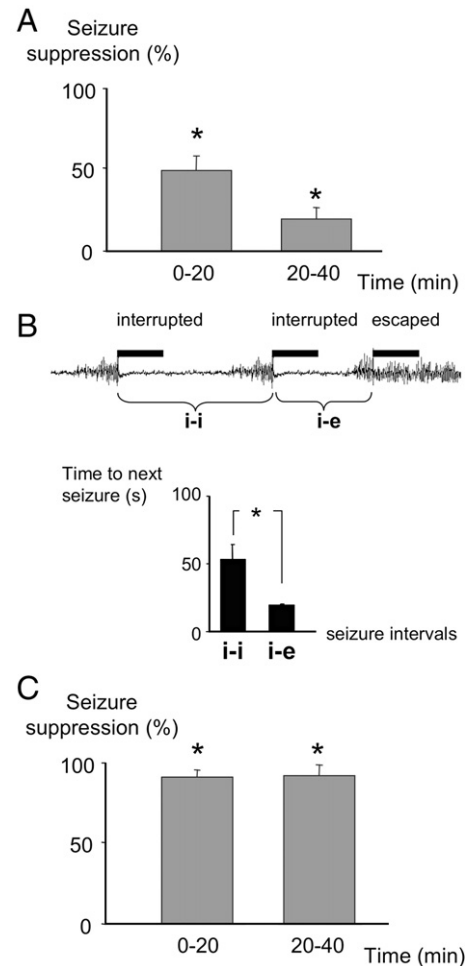 A
Seizure
suppression (%)
100
50
0
*
*
0-20
20-40
Time (min)
B
interrupted
interrupted
escaped
i-i
i-e
Time to next
seizure (s)
100
50
0
*
i-i
i-e
seizure intervals
C
Seizure
suppression (%)
100
50
0
*
*
0-20
20-40
Time (min)